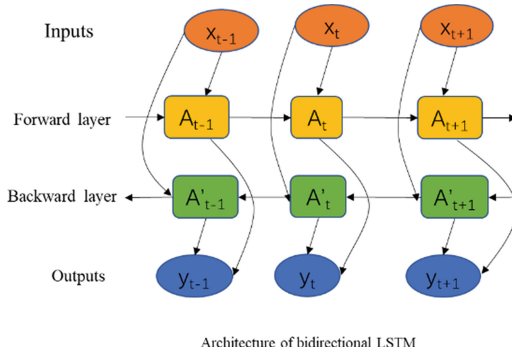 Inputs x_{t-1} x_t x_{t+1}
Forward layer A_{t-1} A_t A_{t+1}
Backward layer A'_{t-1} A'_t A'_{t+1}
Outputs y_{t-1} y_t y_{t+1}
Architecture of bidirectional LSTM